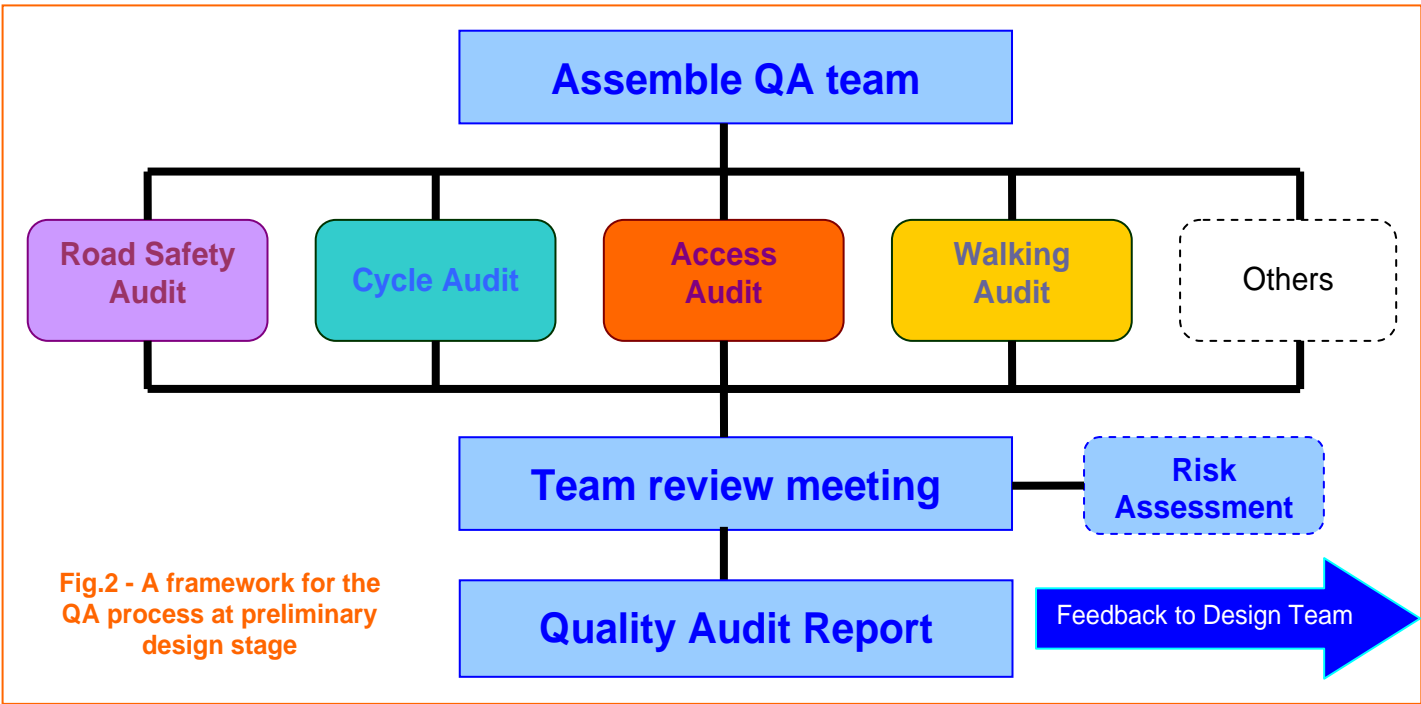 Assemble QA team
Road Safety
Audit
Cycle Audit
Access
Audit
Walking
Audit
Others
Team review meeting
Risk
Assessment
Fig.2 - A framework for the
QA process at preliminary
design stage
Quality Audit Report
Feedback to Design Team